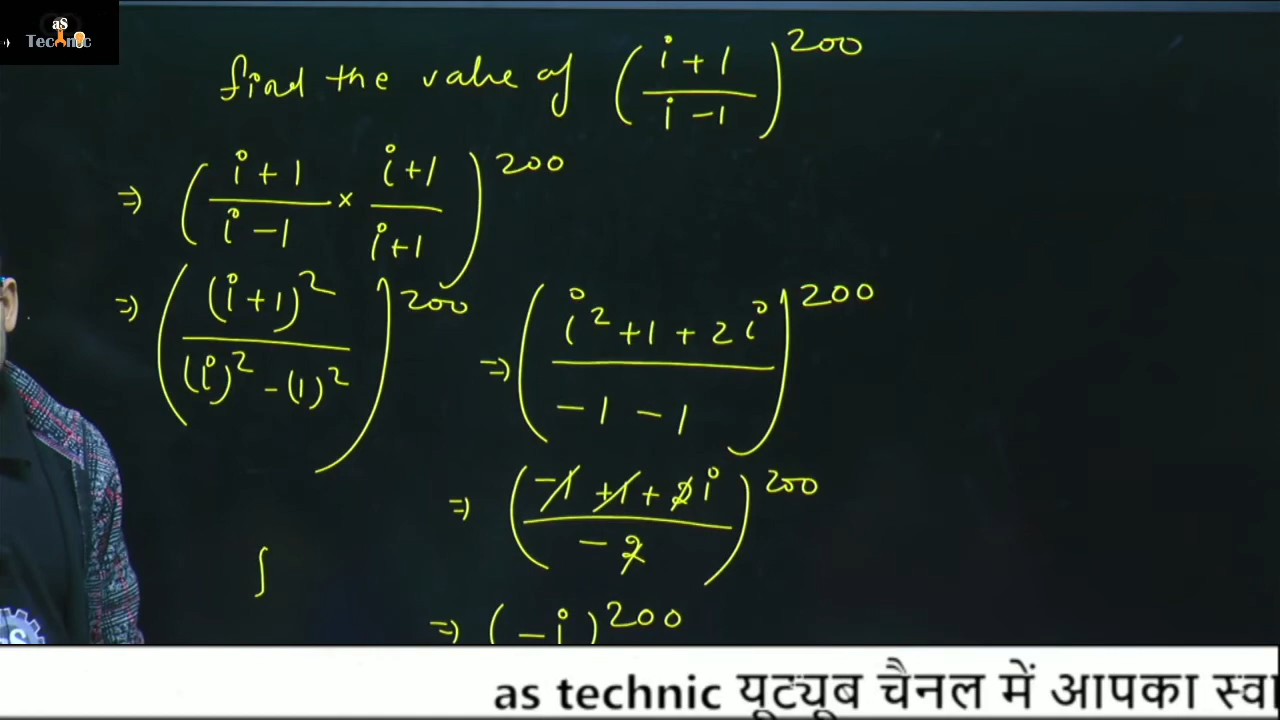 as
Technic
find the value of (i+1/i-1)^200
⇒ (i+1/i-1 × i+1/i+1)^200
⇒ ((i+1)^2/(i)^2-(1)^2)^200 ⇒ (i^2+1+2i/-1-1)^200
⇒ (-1+1+2i/-2)^200
⇒ (-i)^200
S
as technic यूट्यूब चैनल में आपका स्वा